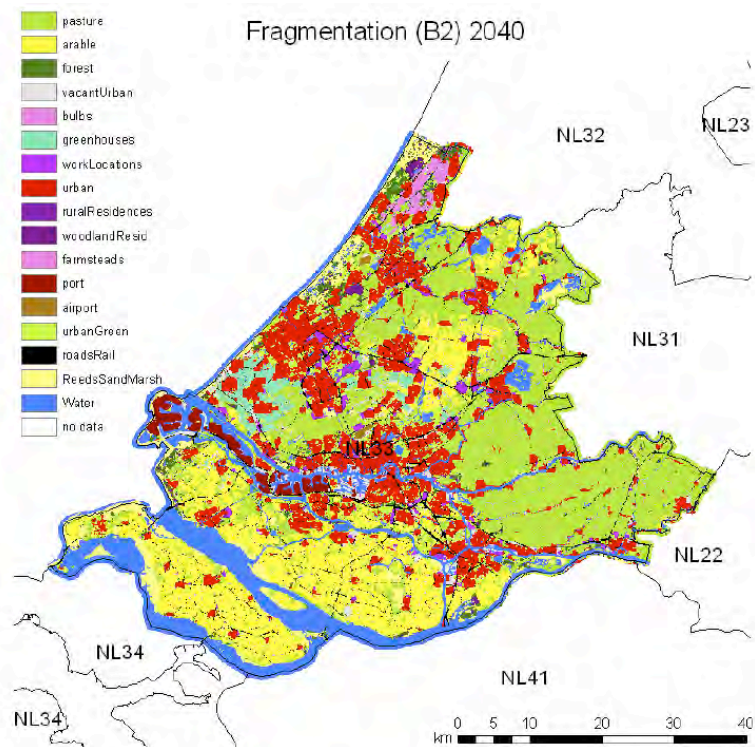 Fragmentation (B2) 2040
pasture
arable
forest
vacantUrban
bulbs
greenhouses
workLocations
urban
ruralResidences
woodlandResid
farmsteads
port
airport
urbanGreen
roadsRail
ReedsSandMarsh
Water
no data
NL32
NL23
NL31
NL33
NL22
NL34
NL41
NL34
km
0 5 10 20 30 40